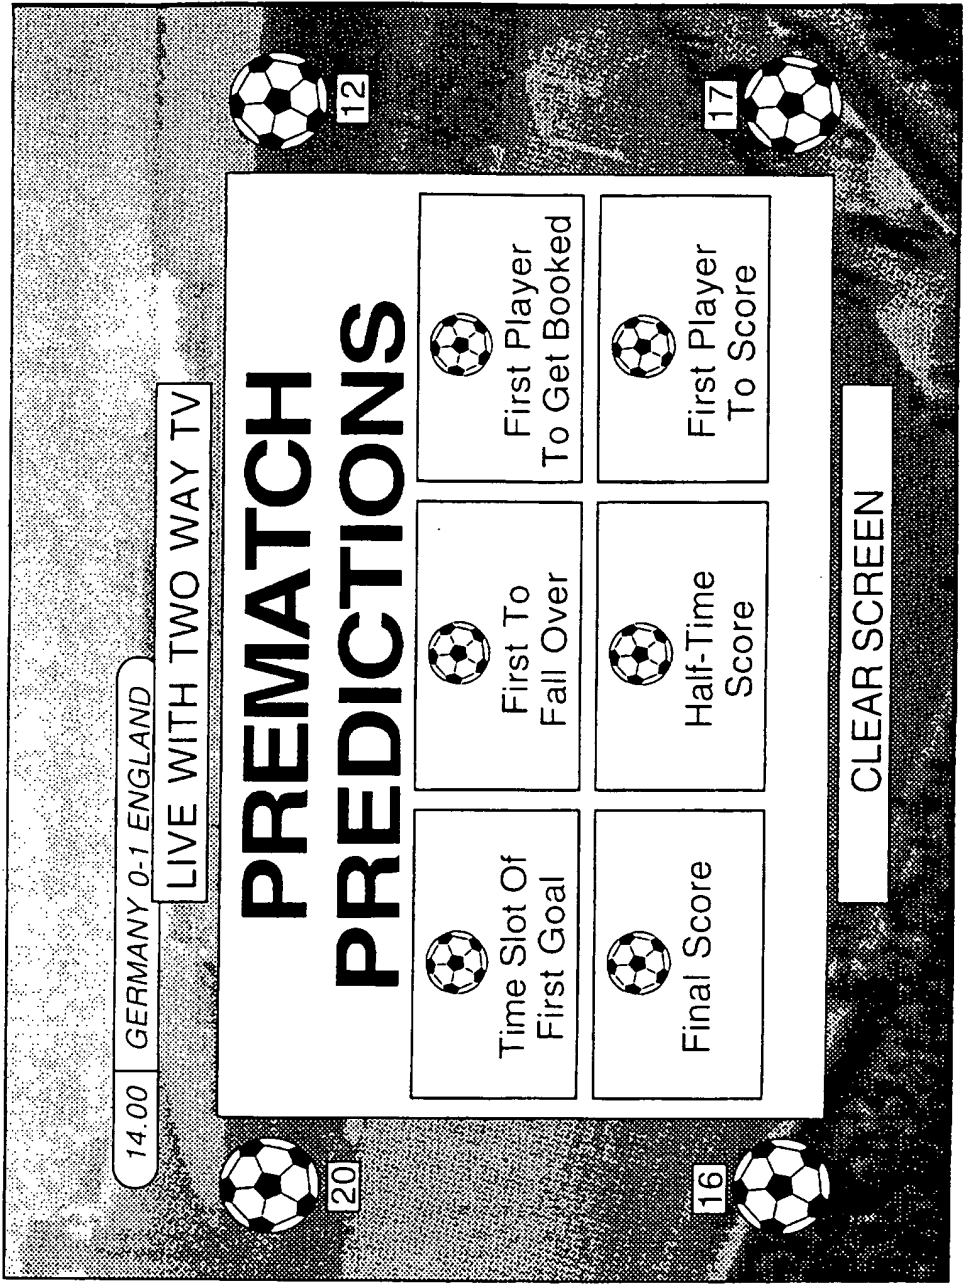 14.00 GERMANY 0-1 ENGLAND
LIVE WITH TWO WAY TV
20
12
PREMATCH
PREDICTIONS
Time Slot Of
First Goal
First To
Fall Over
First Player
To Get Booked
Final Score
Half-Time
Score
First Player
To Score
16
17
CLEAR SCREEN